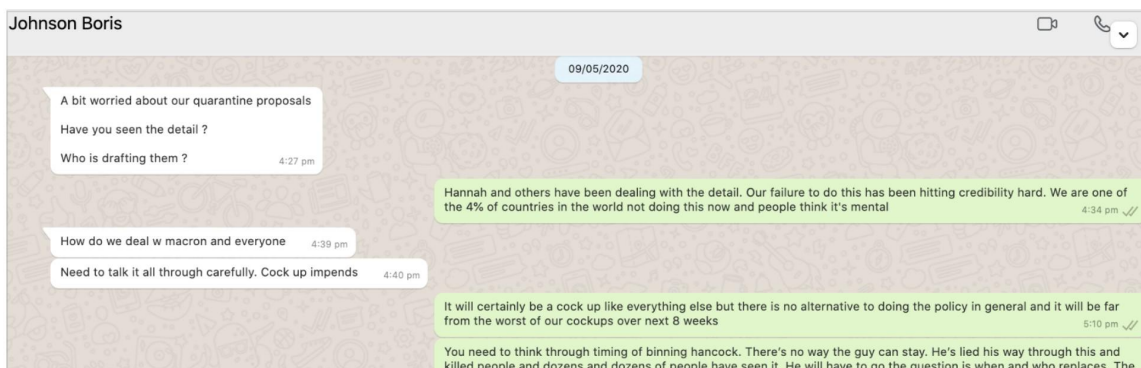 Johnson Boris
09/05/2020
A bit worried about our quarantine proposals
Have you seen the detail ?
Who is drafting them ?
4:27 pm
Hannah and others have been dealing with the detail. Our failure to do this has been hitting credibility hard. We are one of
the 4% of countries in the world not doing this now and people think it's mental
4:34 pm
How do we deal w macron and everyone
4:39 pm
Need to talk it all through carefully. Cock up impends
4:40 pm
It will certainly be a cock up like everything else but there is no alternative to doing the policy in general and it will be far
from the worst of our cockups over next 8 weeks
5:10 pm
You need to think through timing of binning hancock. There's no way the guy can stay. He's lied his way through this and
killed people and dozens and dozens of people have seen it. He will have to go the question is when and who replaces. The